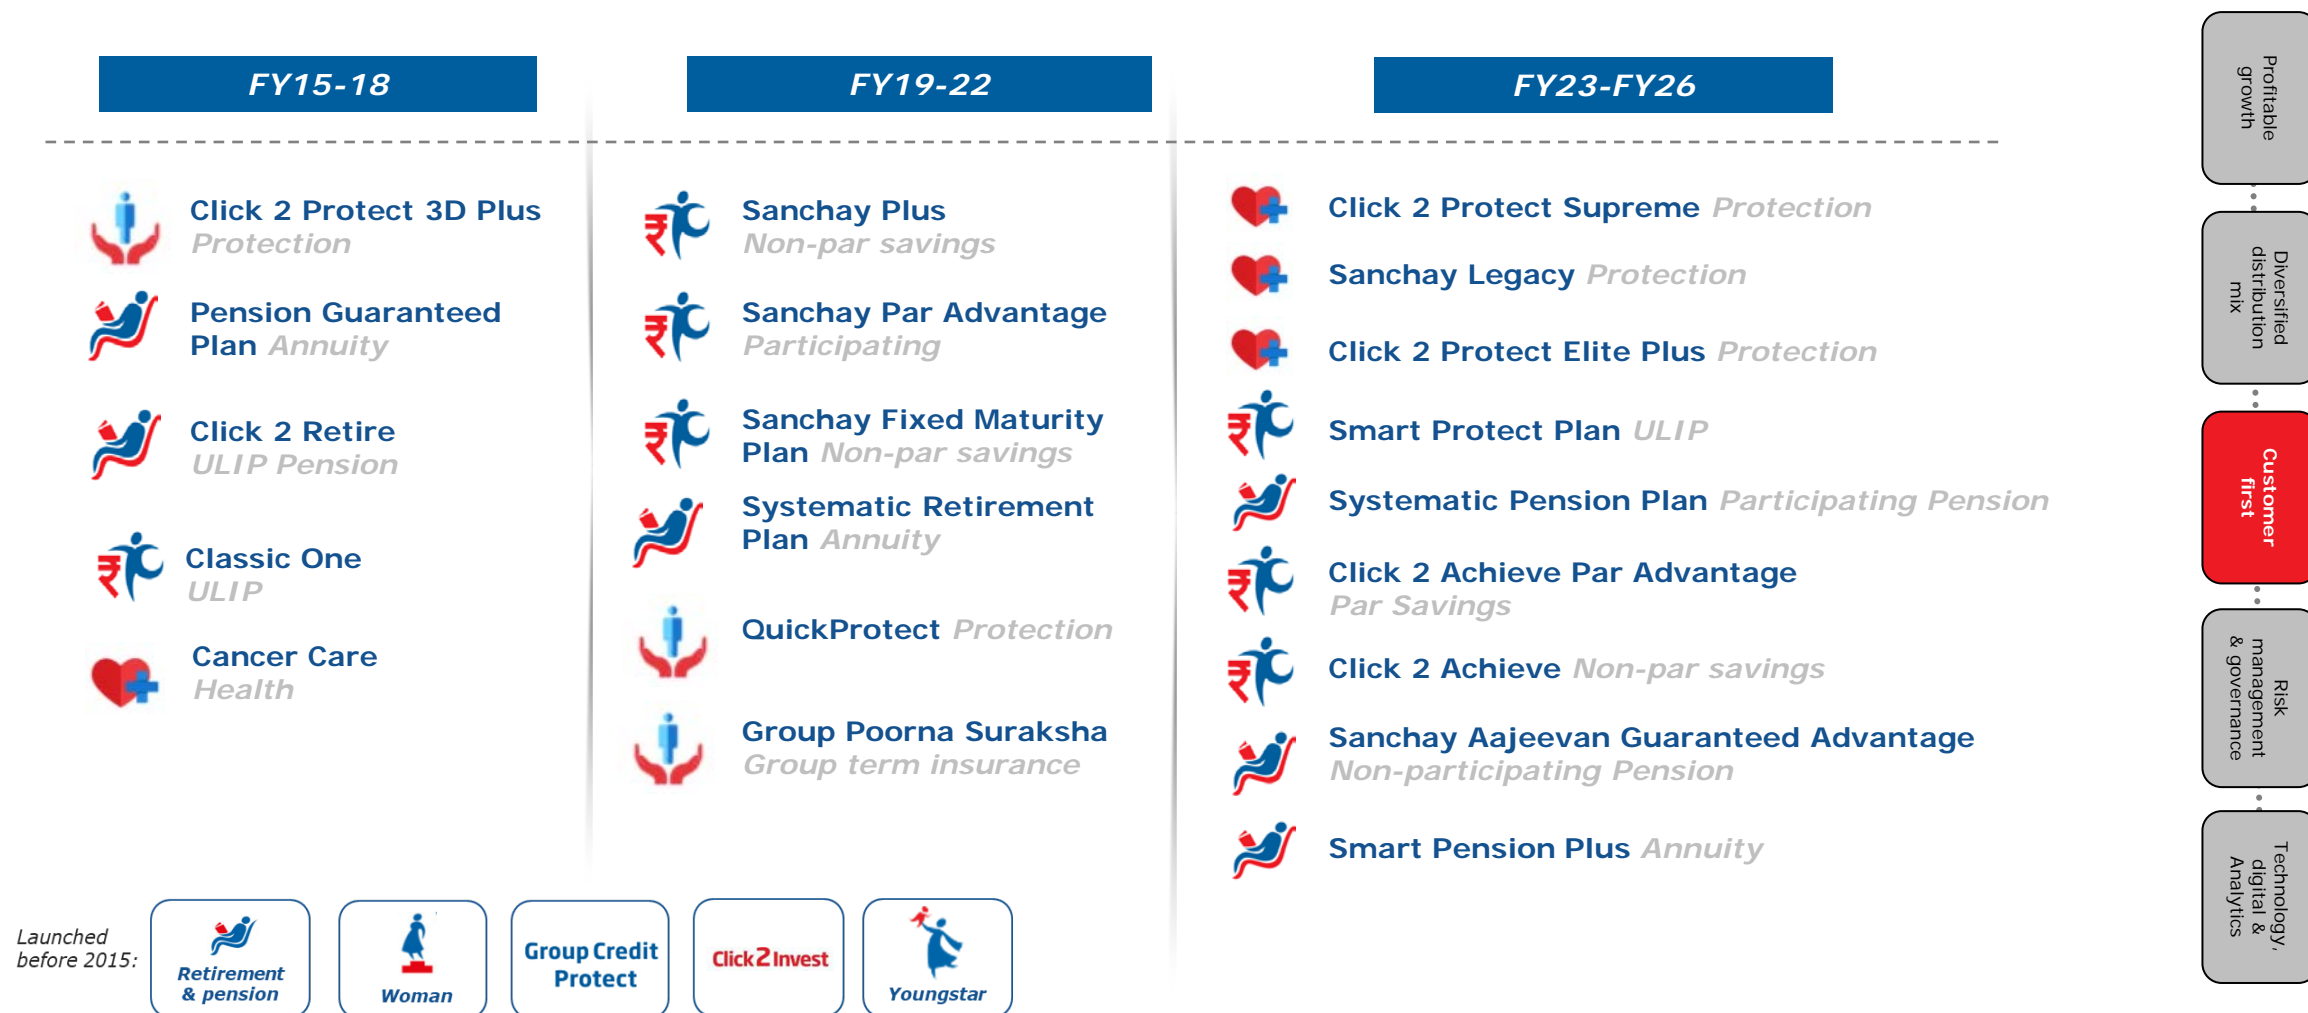 FY15-18
Click 2 Protect 3D Plus
Protection
Pension Guaranteed
Plan Annuity
Click 2 Retire
ULIP Pension
Classic One
ULIP
Cancer Care
Health
FY19-22
Sanchay Plus
Non-par savings
Sanchay Par Advantage
Participating
Sanchay Fixed Maturity
Plan Non-par savings
Systematic Retirement
Plan Annuity
QuickProtect Protection
Group Poorna Suraksha
Group term insurance
FY23-FY26
Click 2 Protect Supreme Protection
Sanchay Legacy Protection
Click 2 Protect Elite Plus Protection
Smart Protect Plan ULIP
Systematic Pension Plan Participating Pension
Click 2 Achieve Par Advantage
Par Savings
Click 2 Achieve Non-par savings
Sanchay Aajeevan Guaranteed Advantage
Non-participating Pension
Smart Pension Plus Annuity
Launched
before 2015:
Retirement
& pension
Woman
Group Credit
Protect
Click2Invest
Youngstar
Profitable
growth
Diversified
distribution
mix
Customer
first
Risk
management
& governance
Technology,
digital &
Analytics